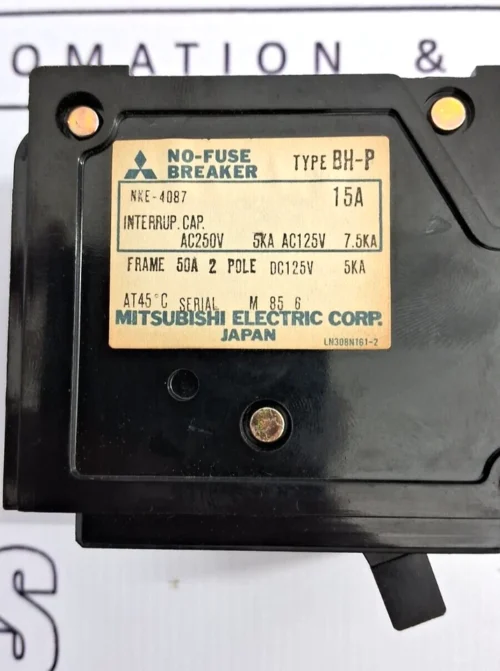 OMATION &
NO-FUSE BREAKER TYPE BH-P
NKE-4087 15A
INTERRUP. CAP.
AC250V 5KA AC125V 7.5KA
FRAME 50A 2 POLE DC125V 5KA
AT45°C SERIAL M 85 6
MITSUBISHI ELECTRIC CORP.
JAPAN
LN308N161-2
S